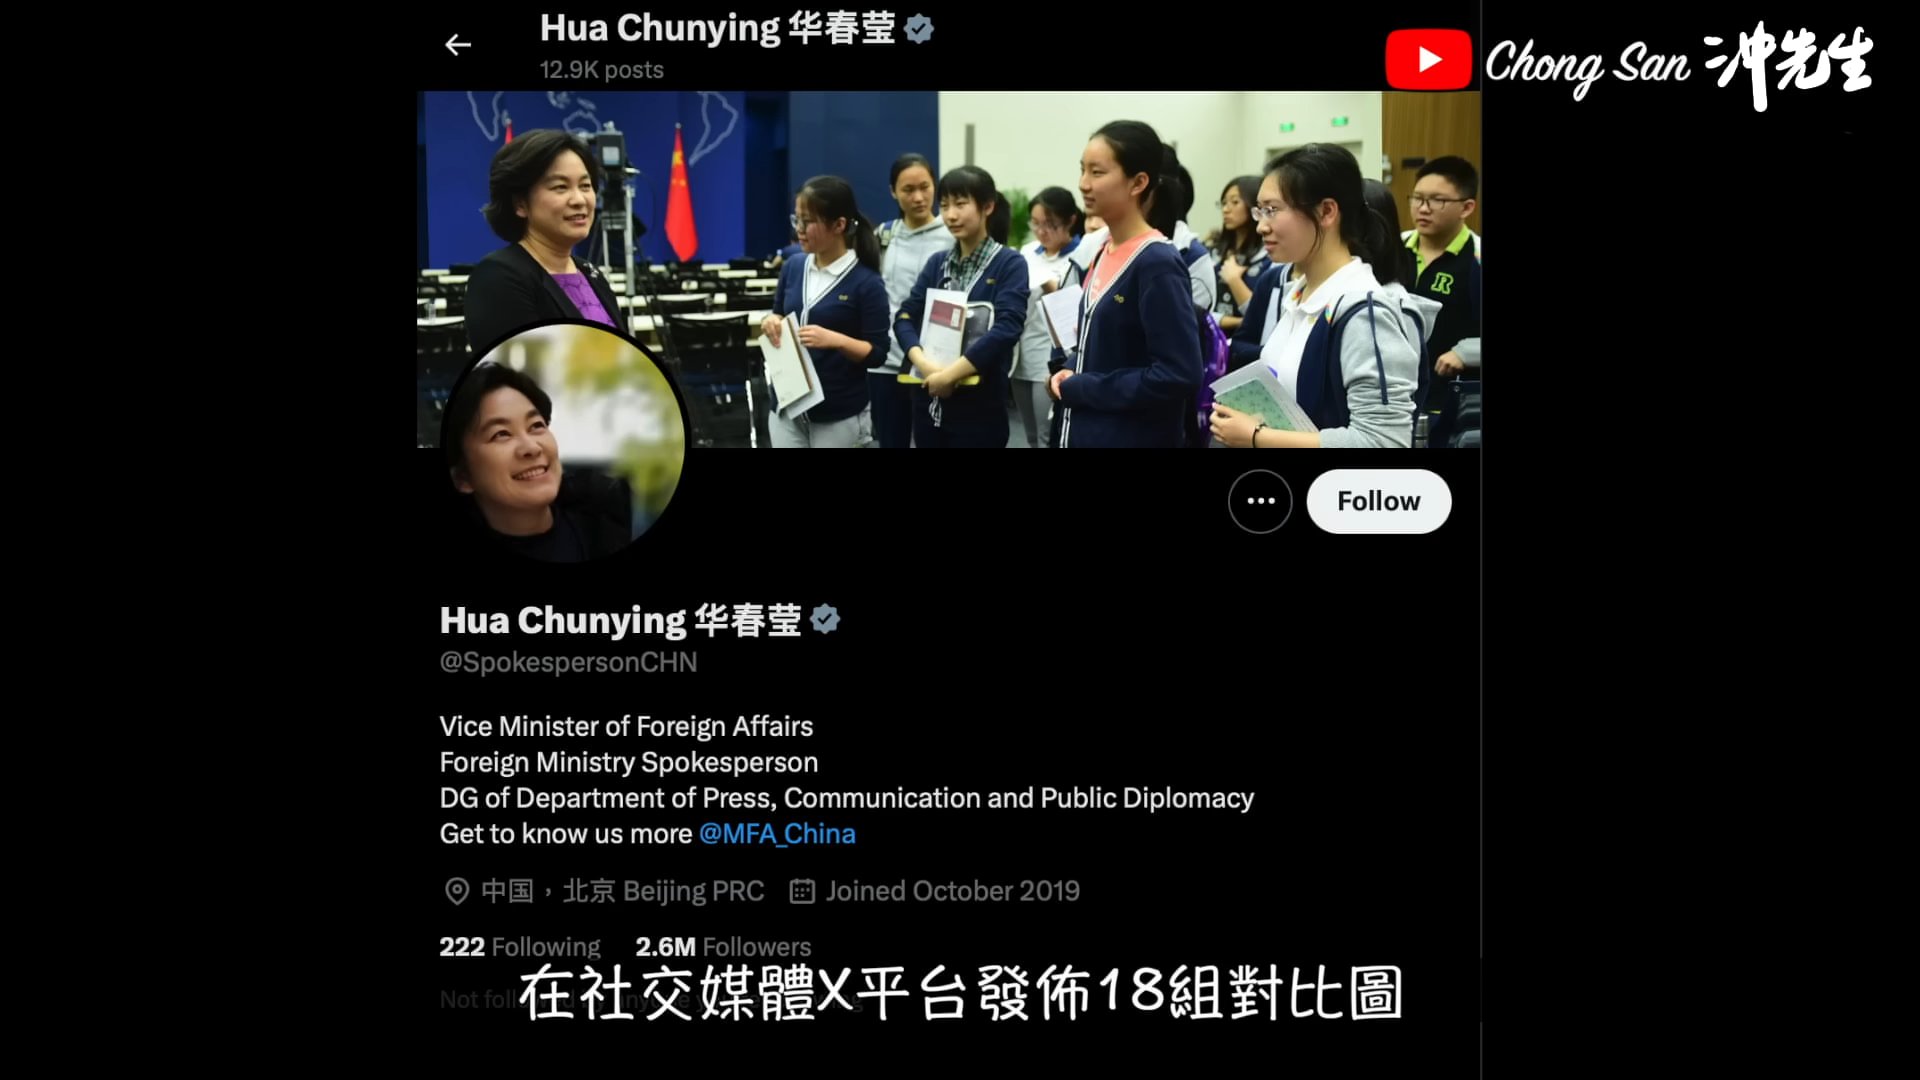 Hua Chunying 华春莹
12.9K posts
Chong San 冲先生
R
Follow
Hua Chunying 华春莹
@SpokespersonCHN
Vice Minister of Foreign Affairs
Foreign Ministry Spokesperson
DG of Department of Press, Communication and Public Diplomacy
Get to know us more @MFA_China
中国，北京 Beijing PRC Joined October 2019
222 Following 2.6M Followers
Not fol
在社交媒體X平台發佈18組對比圖